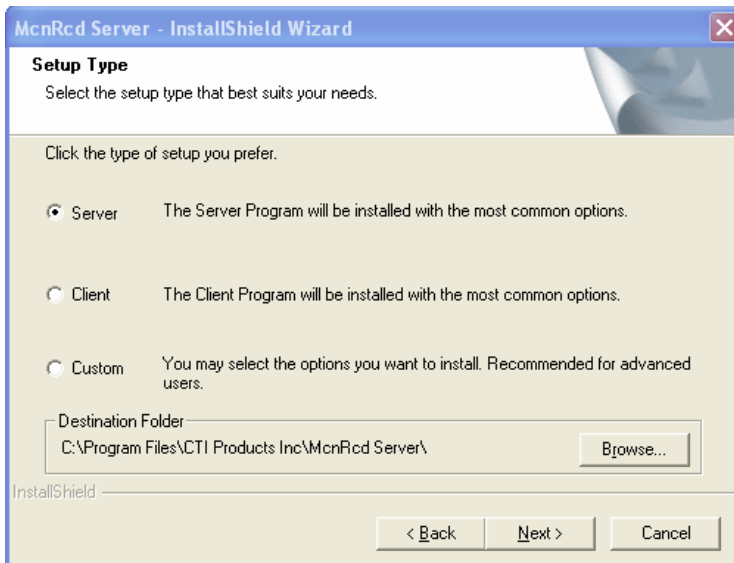 McnRcd Server - InstallShield Wizard
Setup Type
Select the setup type that best suits your needs.
Click the type of setup you prefer.
Server The Server Program will be installed with the most common options.
Client The Client Program will be installed with the most common options.
Custom You may select the options you want to install. Recommended for advanced
users.
Destination Folder
C:\Program Files\CTI Products Inc\McnRcd Server\
Browse...
InstallShield
< Back Next > Cancel